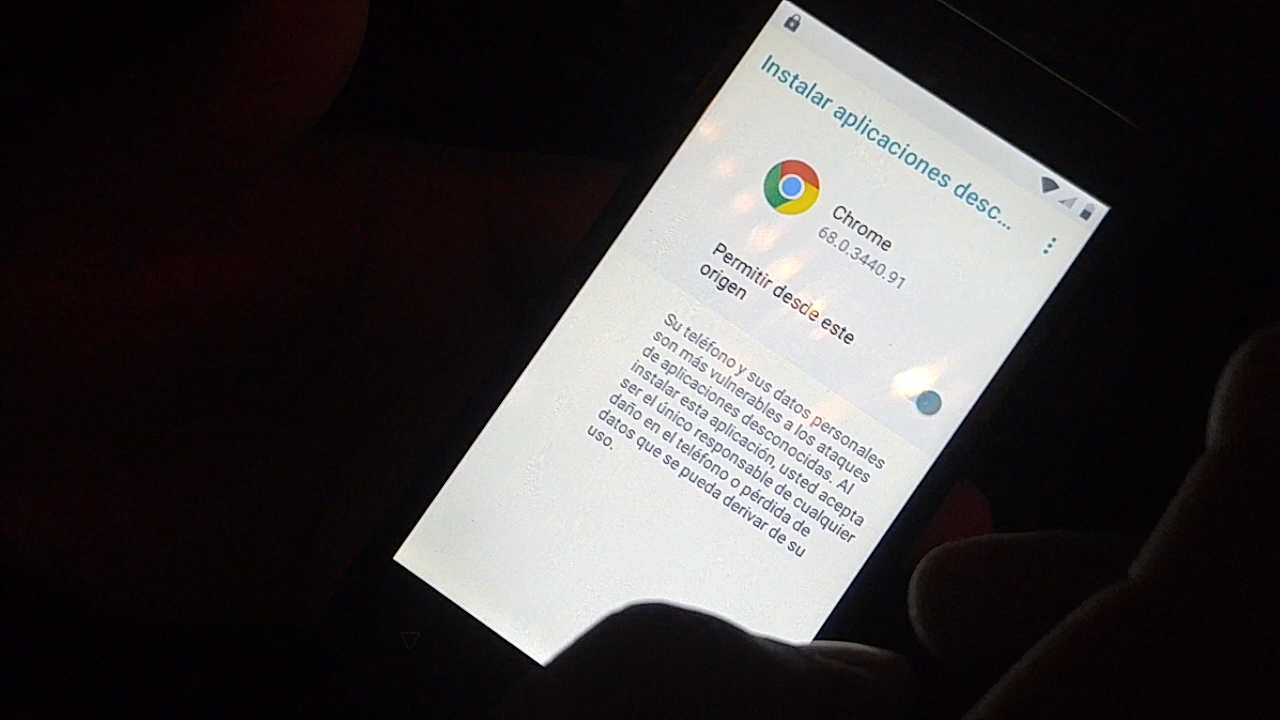 Instalar aplicaciones desc...
Chrome
68.0.3440.91
Permitir desde este
origen
Su teléfono y sus datos personales
son más vulnerables a los ataques
de aplicaciones desconocidas. Al
instalar esta aplicación, usted acepta
ser el único responsable de cualquier
daño en el teléfono o pérdida de
datos que se pueda derivar de su
uso.